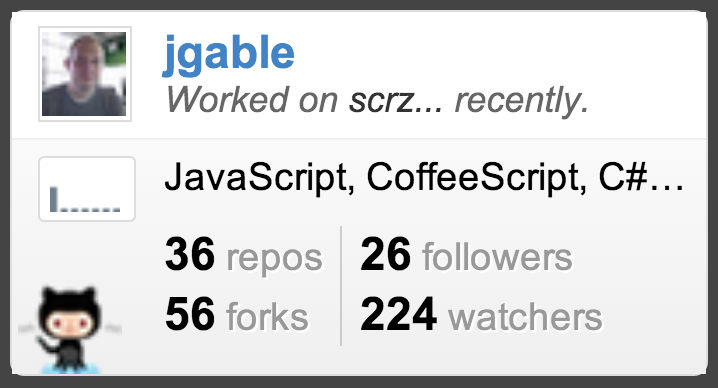 jgable
Worked on scrz... recently.
JavaScript, CoffeeScript, C#...
36 repos
26 followers
56 forks
224 watchers